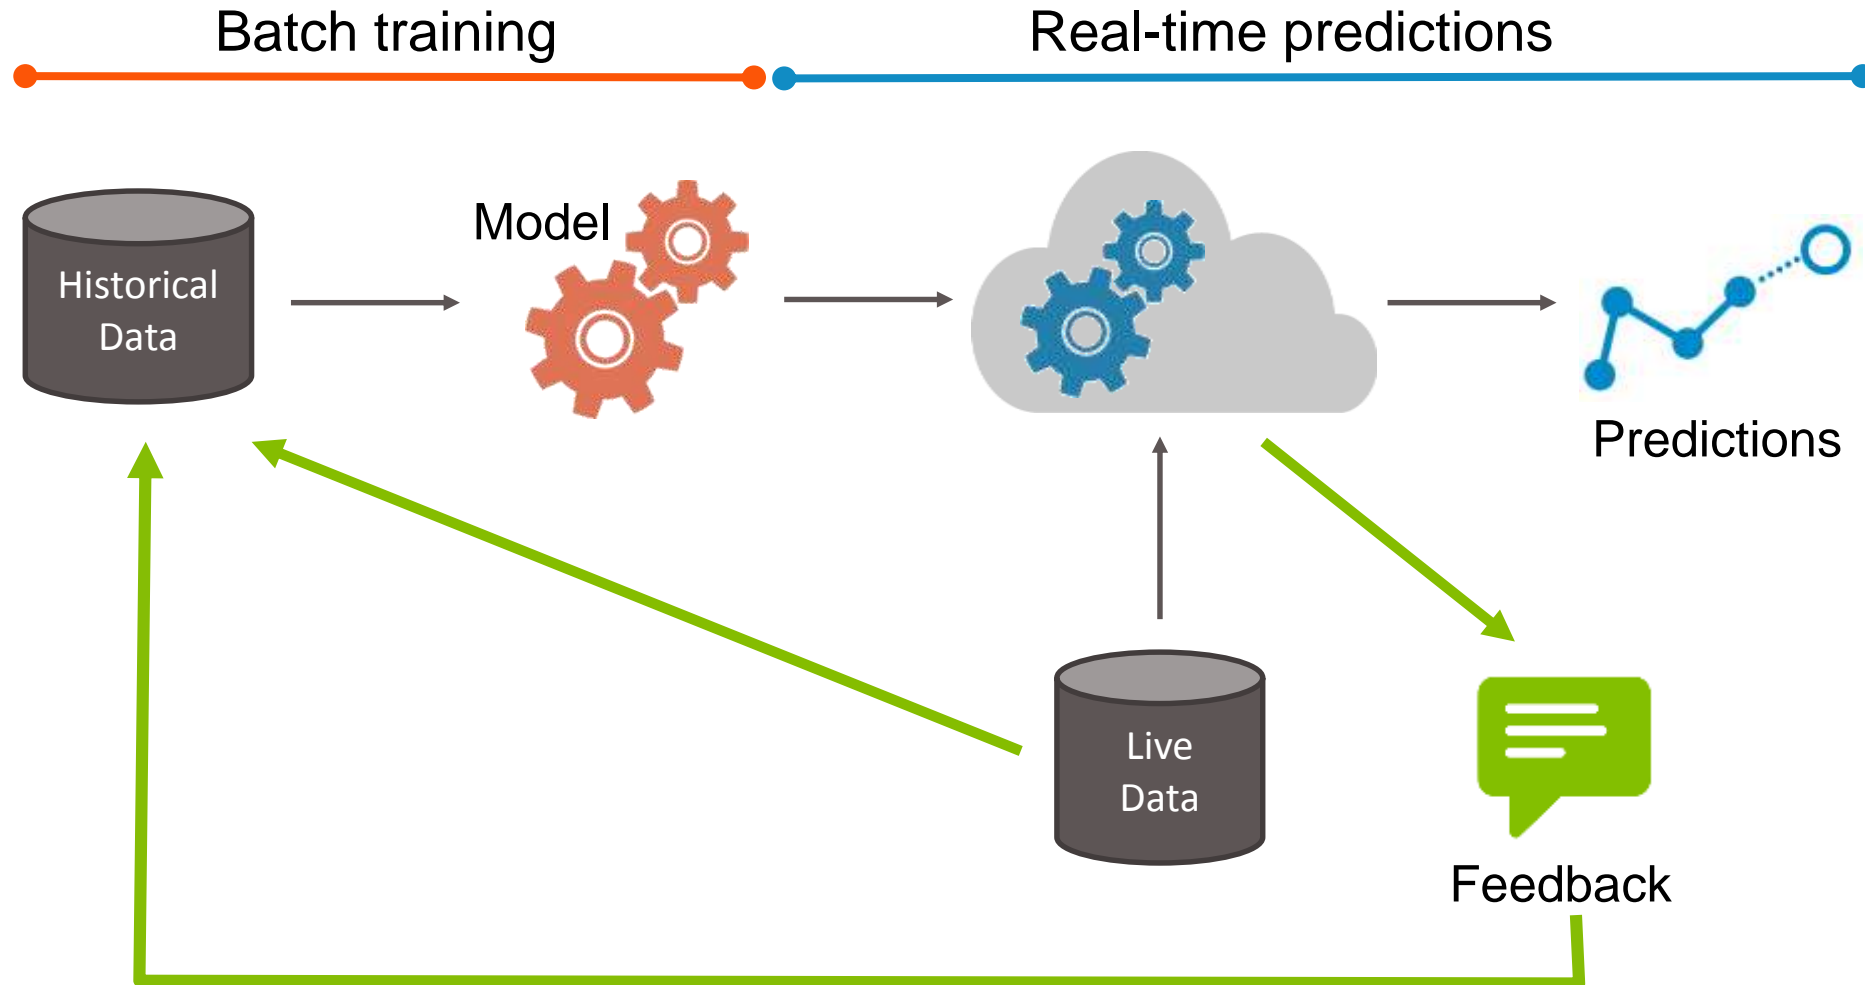 Batch training
Real-time predictions
Model
Historical
Data
Predictions
Live
Data
Feedback